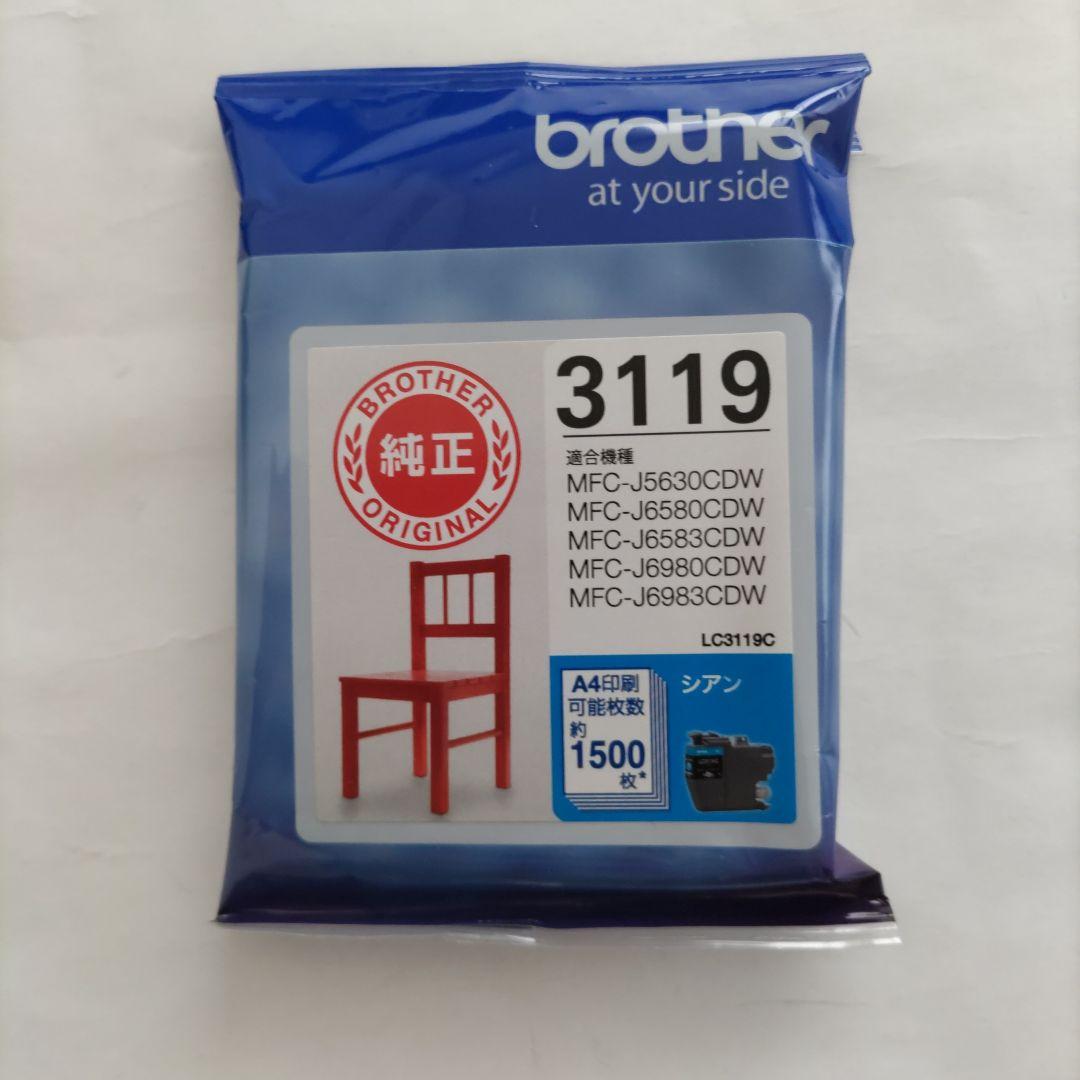 brother
at your side
BROTHER
純正
ORIGINAL
3119
適合機種
MFC-J5630CDW
MFC-J6580CDW
MFC-J6583CDW
MFC-J6980CDW
MFC-J6983CDW
LC3119C
A4印刷
可能枚数
約
1500
枚*
シアン